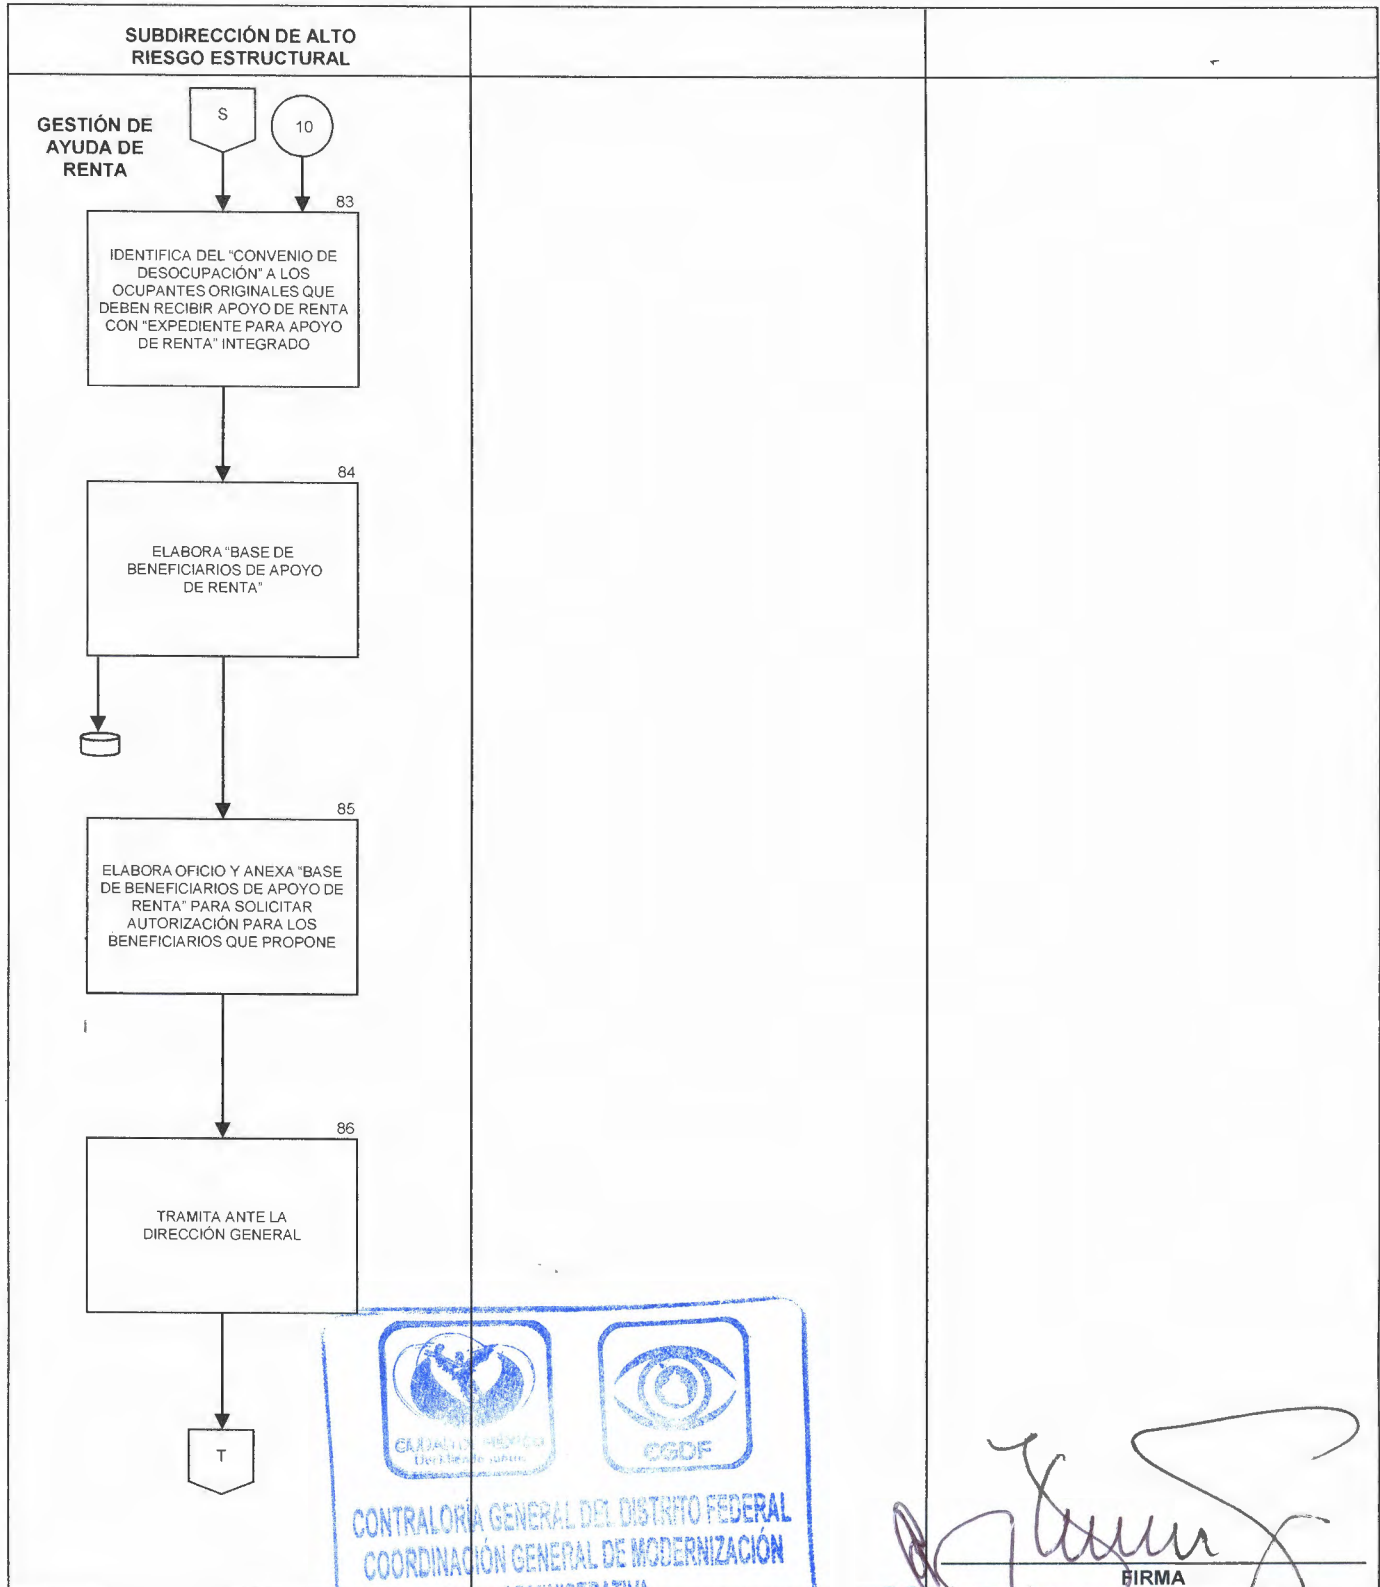 SUBDIRECCIÓN DE ALTO
RIESGO ESTRUCTURAL
GESTIÓN DE
AYUDA DE
RENTA
S
10
83
IDENTIFICA DEL "CONVENIO DE
DESOCUPACIÓN" A LOS
OCUPANTES ORIGINALES QUE
DEBEN RECIBIR APOYO DE RENTA
CON "EXPEDIENTE PARA APOYO
DE RENTA" INTEGRADO
84
ELABORA "BASE DE
BENEFICIARIOS DE APOYO
DE RENTA"
85
ELABORA OFICIO Y ANEXA "BASE
DE BENEFICIARIOS DE APOYO DE
RENTA" PARA SOLICITAR
AUTORIZACIÓN PARA LOS
BENEFICIARIOS QUE PROPONE
86
TRAMITA ANTE LA
DIRECCIÓN GENERAL
T
CIUDAD DE MÉXICO
CGDF
CONTRALORÍA GENERAL DEL DISTRITO FEDERAL
COORDINACIÓN GENERAL DE MODERNIZACIÓN
ADMINISTRATIVA
FIRMA